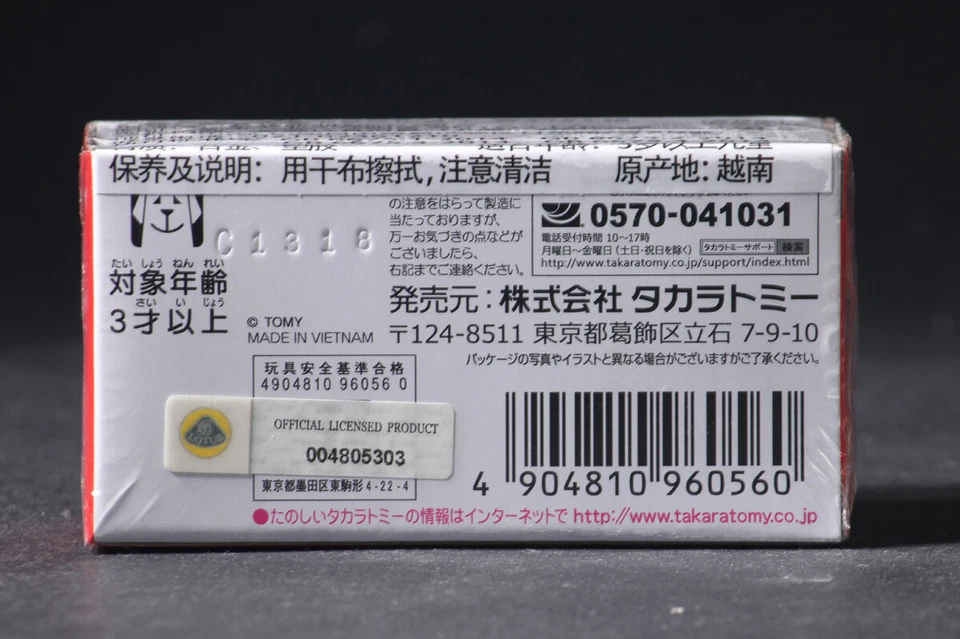 保养及说明: 用干布擦拭,注意清洁 原产地: 越南
の注意をはらって製造に
当たっておりますが、
万一お気づきの点などが
ございましたら、
右記までご連絡ください。
0570-041031
電話受付時間 10〜17時
月曜日〜金曜日 (土日・祝日を除く) タカラトミーサポート 検索
http://www.takaratomy.co.jp/support/index.html
C1318
たい しょう ねん れい
対象年齢
さい い じょう
3才以上
© TOMY
MADE IN VIETNAM
発売元:株式会社 タカラトミー
〒124-8511 東京都葛飾区立石 7-9-10
パッケージの写真やイラストと異なる場合がございますがご了承ください。
玩具安全基準合格
4904810 96056 0
LOTUS
OFFICIAL LICENSED PRODUCT
004805303
東京都墨田区東駒形 4-22-4
4 904810 960560
●たのしいタカラトミーの情報はインターネットで http://www.takaratomy.co.jp